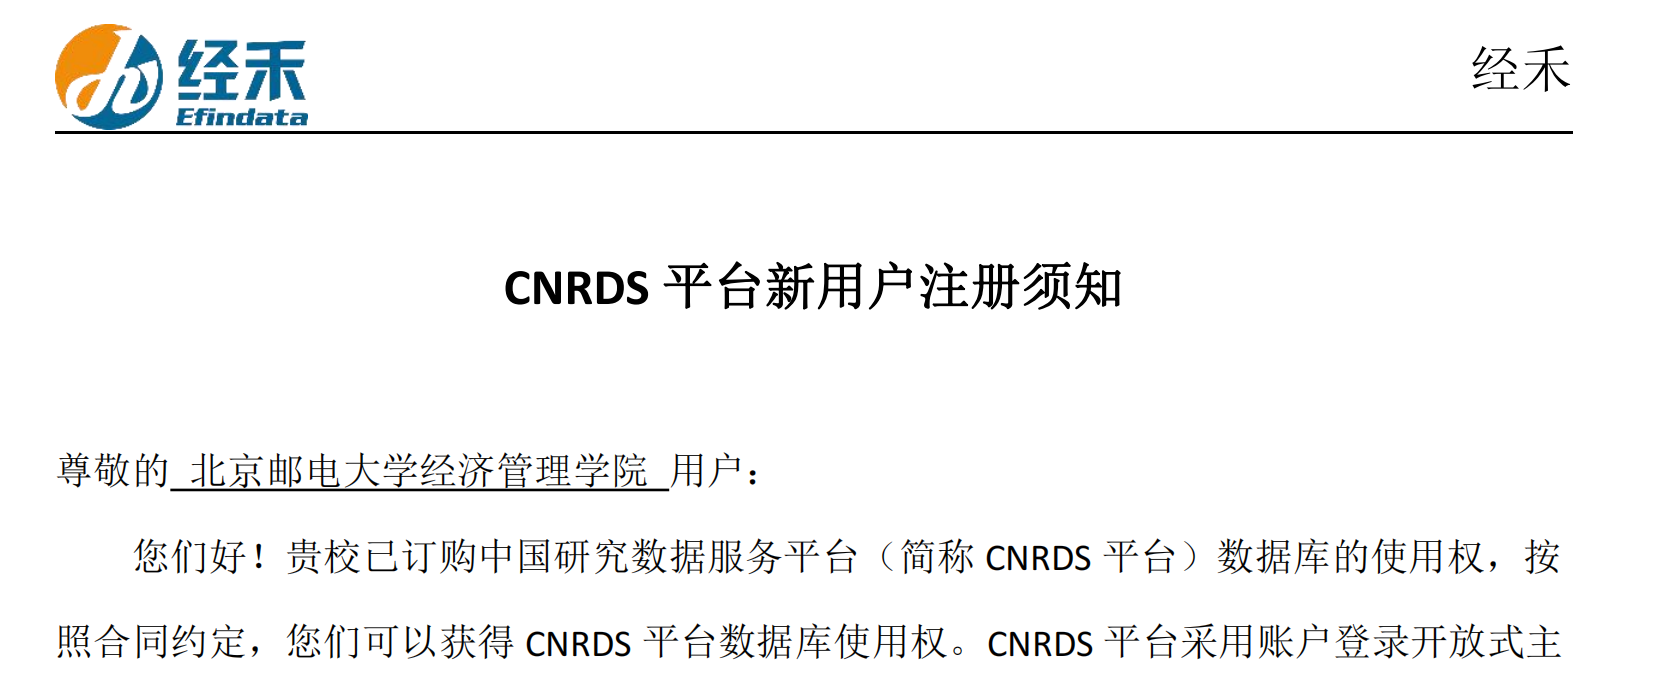 经禾
Efindata
经禾
CNRDS 平台新用户注册须知
尊敬的 北京邮电大学经济管理学院 用户：
您们好！贵校已订购中国研究数据服务平台（简称 CNRDS 平台）数据库的使用权，按
照合同约定，您们可以获得 CNRDS 平台数据库使用权。CNRDS 平台采用账户登录开放式主